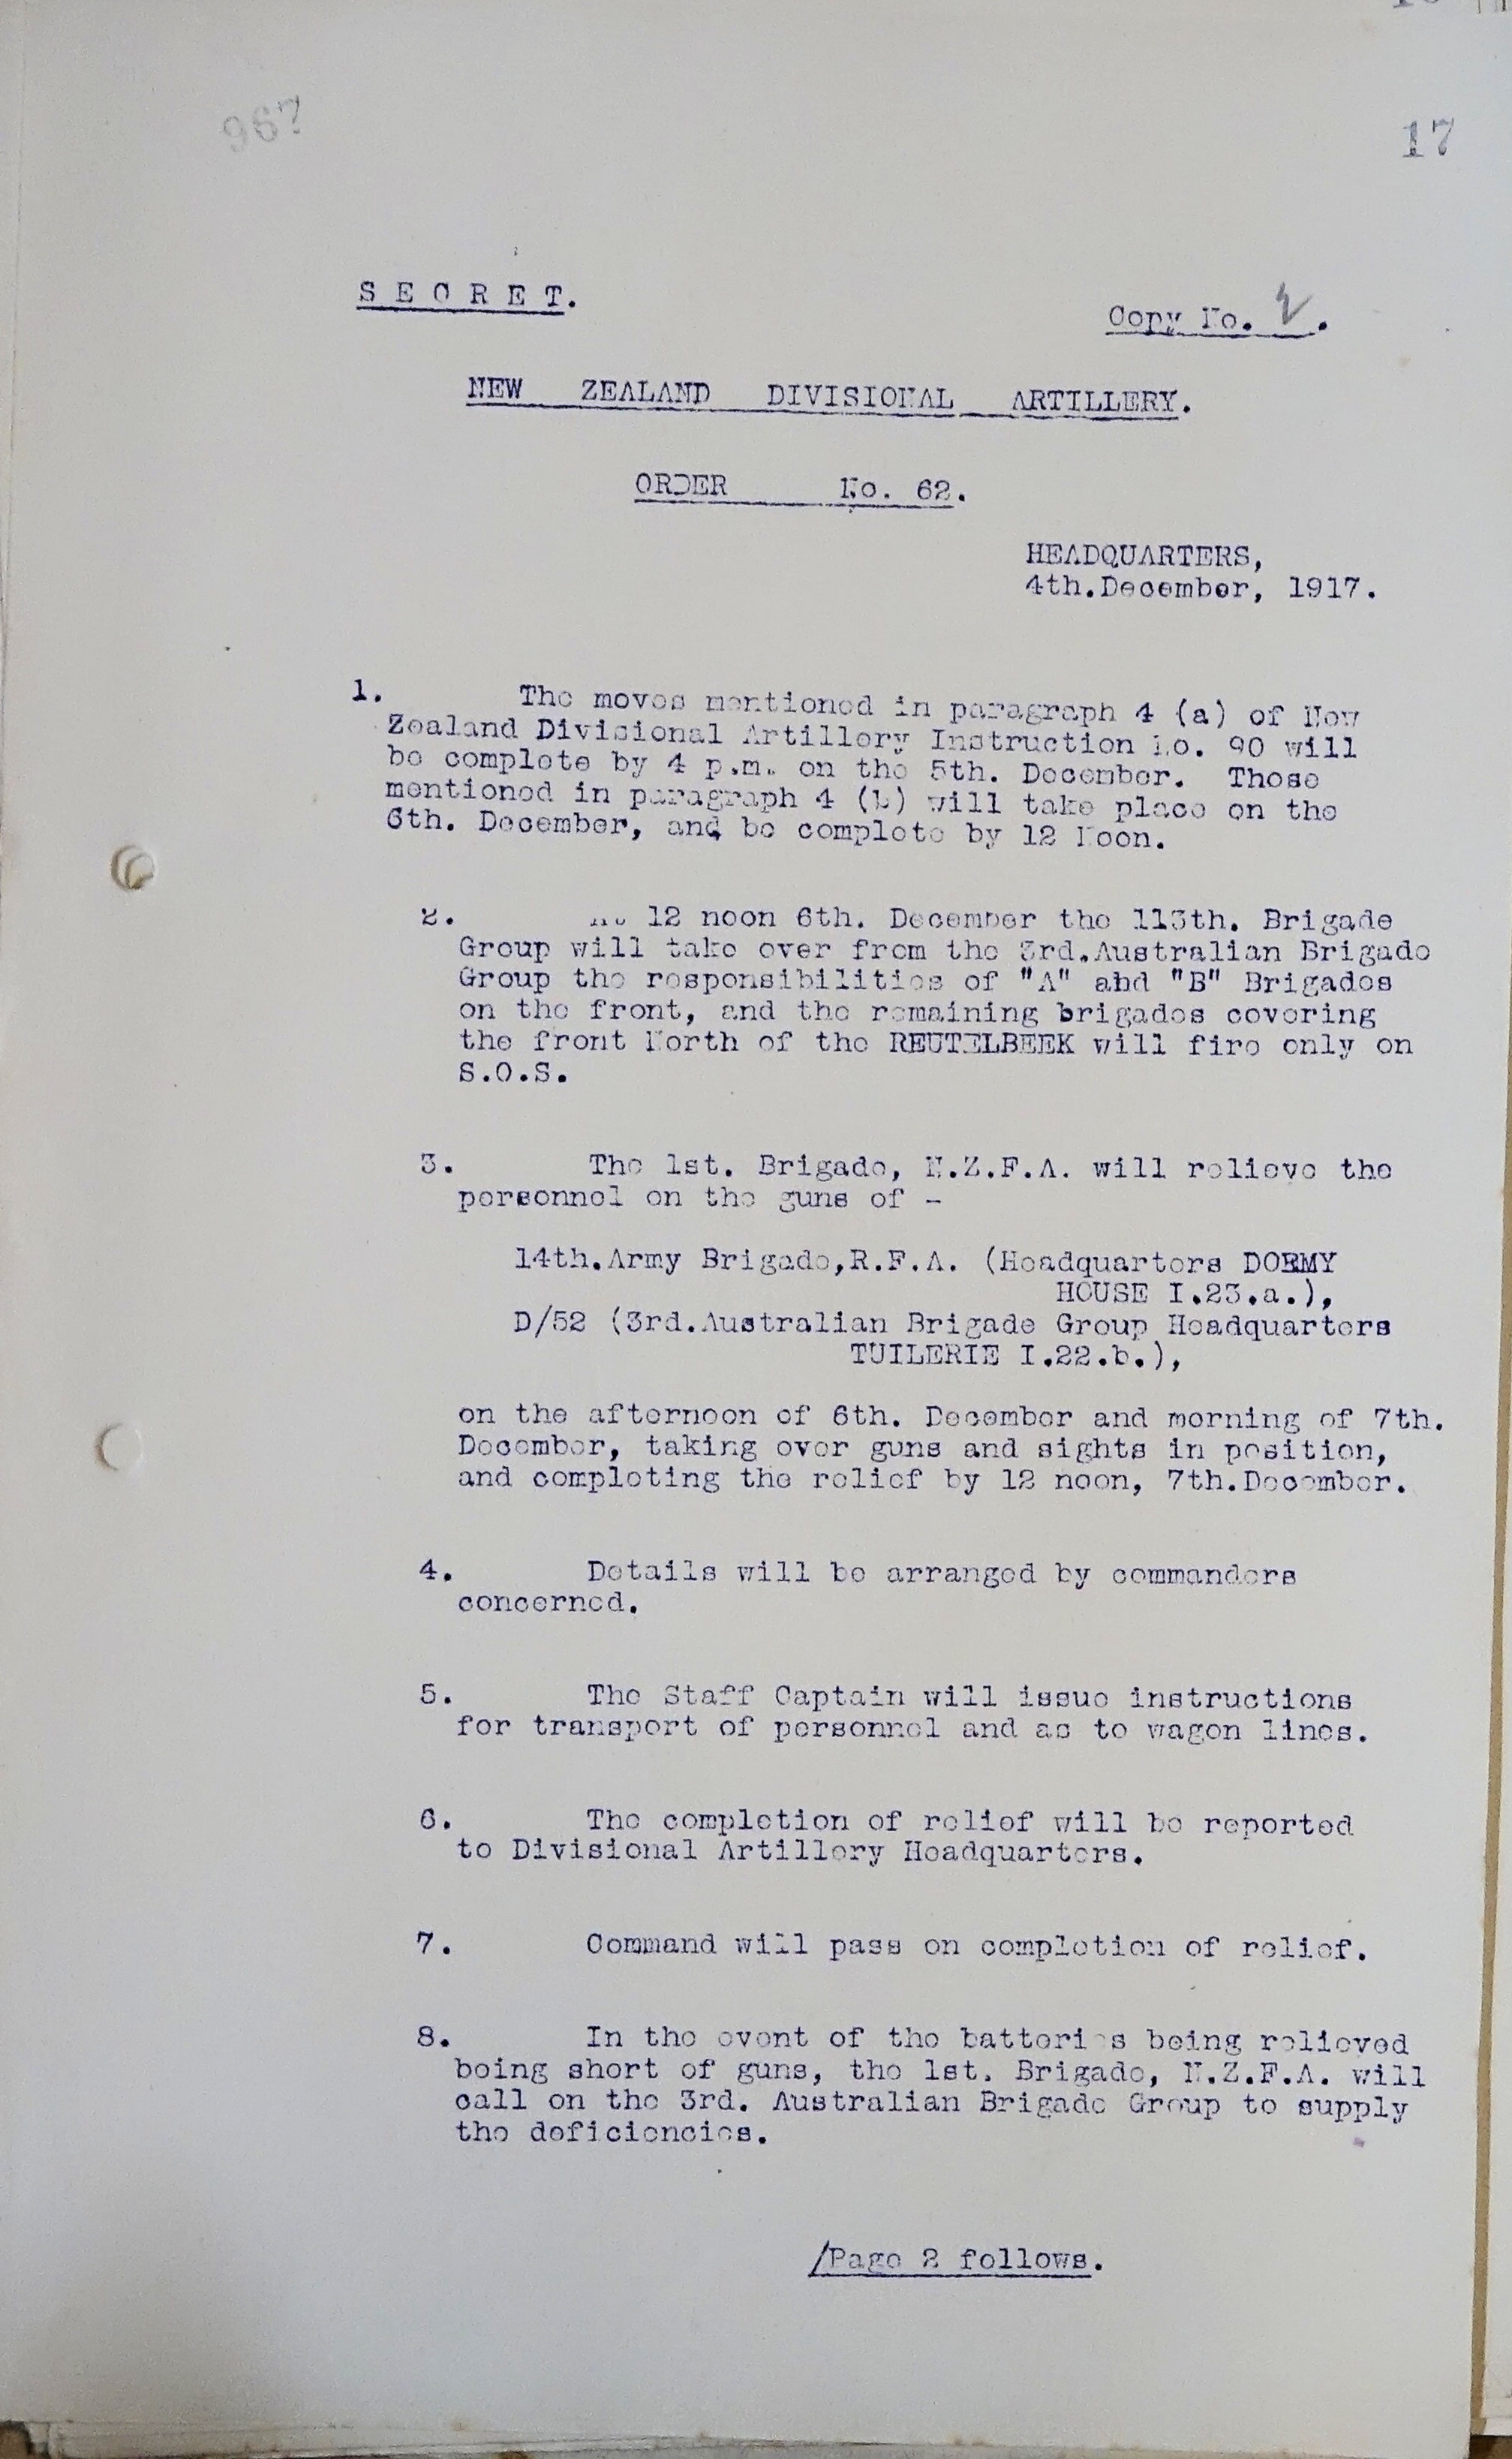 967
17
S E C R E T.
Copy No. 2.
NEW ZEALAND DIVISIONAL ARTILLERY.
ORDER No. 62.
HEADQUARTERS,
4th.December, 1917.
1. The moves mentioned in paragraph 4 (a) of New
Zealand Divisional Artillery Instruction No. 90 will
be complete by 4 p.m. on the 5th. December. Those
mentioned in paragraph 4 (b) will take place on the
6th. December, and be complete by 12 Noon.
2. At 12 noon 6th. December the 113th. Brigade
Group will take over from the 3rd.Australian Brigade
Group the responsibilities of "A" ahd "B" Brigades
on the front, and the remaining brigades covering
the front North of the REUTELBEEK will fire only on
S.O.S.
3. The 1st. Brigade, N.Z.F.A. will relieve the
personnel on the guns of -
14th.Army Brigade,R.F.A. (Headquarters DORMY
HOUSE I.23.a.),
D/52 (3rd.Australian Brigade Group Headquarters
TUILERIE I.22.b.),
on the afternoon of 6th. December and morning of 7th.
December, taking over guns and sights in position,
and completing the relief by 12 noon, 7th.December.
4. Details will be arranged by commanders
concerned.
5. The Staff Captain will issue instructions
for transport of personnel and as to wagon lines.
6. The completion of relief will be reported
to Divisional Artillery Headquarters.
7. Command will pass on completion of relief.
8. In the event of the batteries being relieved
being short of guns, the 1st. Brigade, N.Z.F.A. will
call on the 3rd. Australian Brigade Group to supply
the deficiencies.
/Page 2 follows.